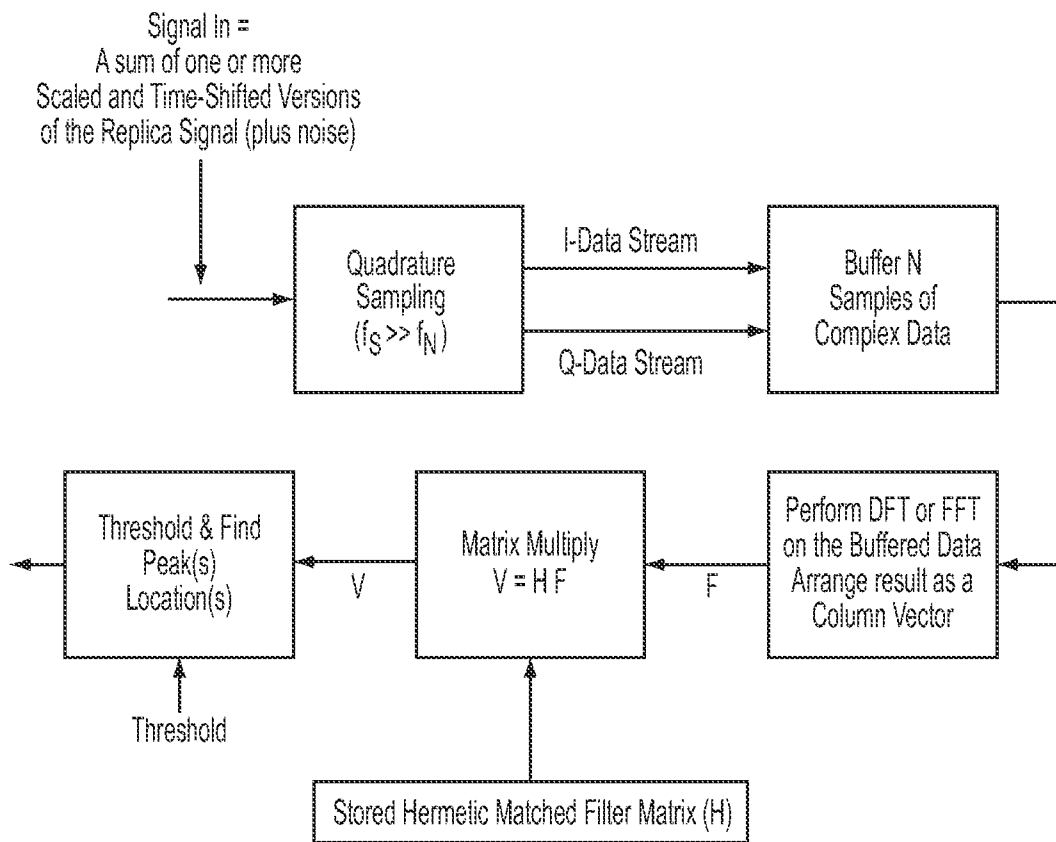 Signal In =
A sum of one or more
Scaled and Time-Shifted Versions
of the Replica Signal (plus noise)
Quadrature
Sampling
(fS >> fN)
I-Data Stream
Q-Data Stream
Buffer N
Samples of
Complex Data
Threshold & Find
Peak(s)
Location(s)
V
Matrix Multiply
V = H F
F
Perform DFT or FFT
on the Buffered Data
Arrange result as a
Column Vector
Threshold
Stored Hermetic Matched Filter Matrix (H)